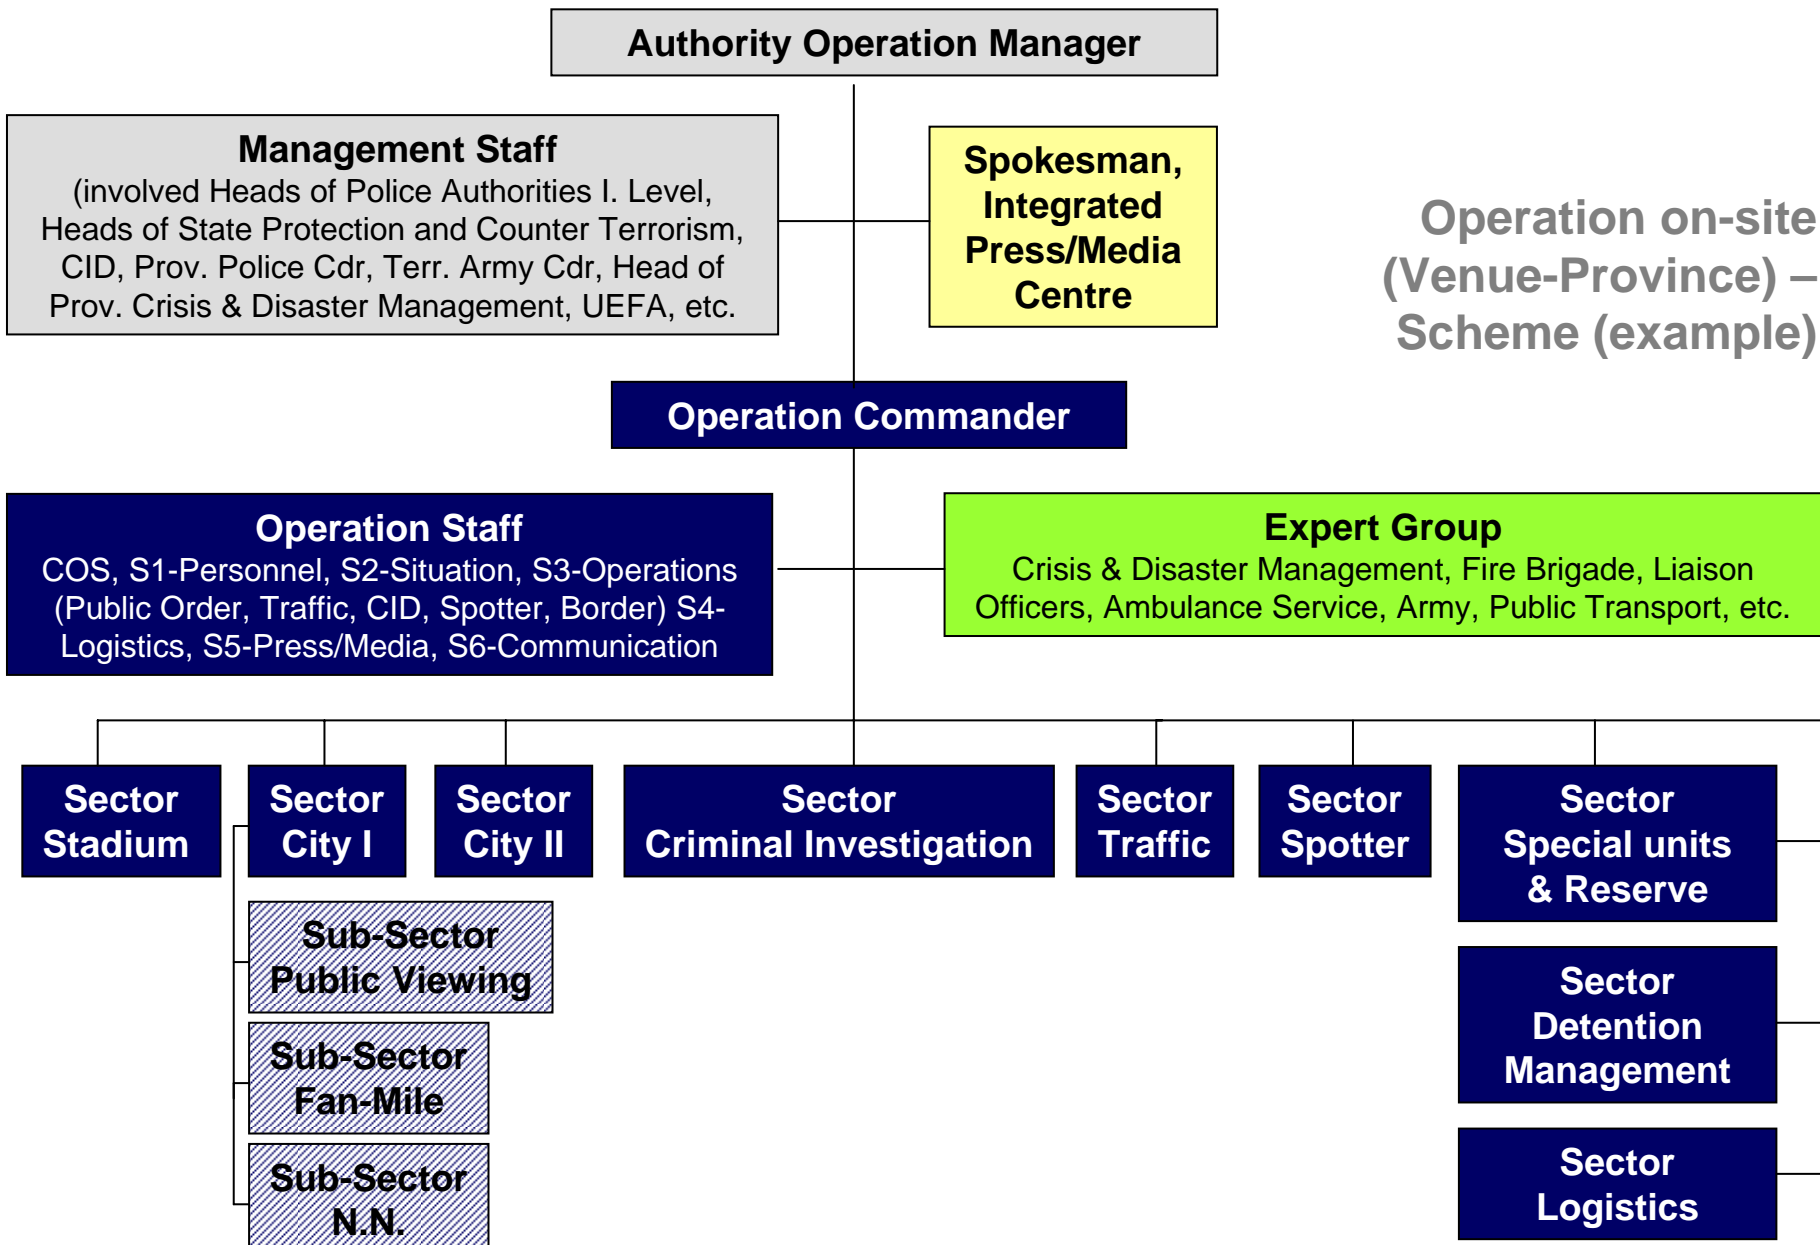 Authority Operation Manager
Management Staff
(involved Heads of Police Authorities I. Level,
Heads of State Protection and Counter Terrorism,
CID, Prov. Police Cdr, Terr. Army Cdr, Head of
Prov. Crisis & Disaster Management, UEFA, etc.
Spokesman,
Integrated
Press/Media
Centre
Operation on-site
(Venue-Province) –
Scheme (example)
Operation Commander
Operation Staff
COS, S1-Personnel, S2-Situation, S3-Operations
(Public Order, Traffic, CID, Spotter, Border) S4-
Logistics, S5-Press/Media, S6-Communication
Expert Group
Crisis & Disaster Management, Fire Brigade, Liaison
Officers, Ambulance Service, Army, Public Transport, etc.
Sector
Stadium
Sector
City I
Sector
City II
Sector
Criminal Investigation
Sector
Traffic
Sector
Spotter
Sector
Special units
& Reserve
Sub-Sector
Public Viewing
Sub-Sector
Fan-Mile
Sub-Sector
N.N.
Sector
Detention
Management
Sector
Logistics